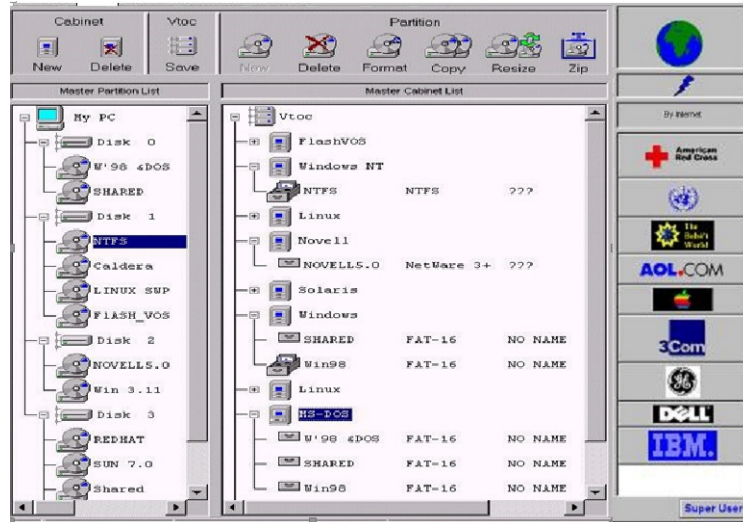 Cabinet
Vtoc
Partition
New
Delete
Save
New
Delete
Format
Copy
Resize
Zip
Master Partition List
Master Cabinet List
By Internet
My PC
Disk 0
W'98 &DOS
SHARED
Disk 1
NTFS
Caldera
LINUX SWP
FlASH_VOS
Disk 2
NOVELL5.0
Win 3.11
Disk 3
REDHAT
SUN 7.0
Shared
Vtoc
FlashVOS
Windows NT
NTFS NTFS ???
Linux
Novell
NOVELL5.0 NetWare 3+ ???
Solaris
Windows
SHARED FAT-16 NO NAME
Win98 FAT-16 NO NAME
Linux
MS-DOS
W'98 &DOS FAT-16 NO NAME
SHARED FAT-16 NO NAME
Win98 FAT-16 NO NAME
American
Red Cross
The
World
AOL.COM
3Com
GE
DELL
IBM.
Super User